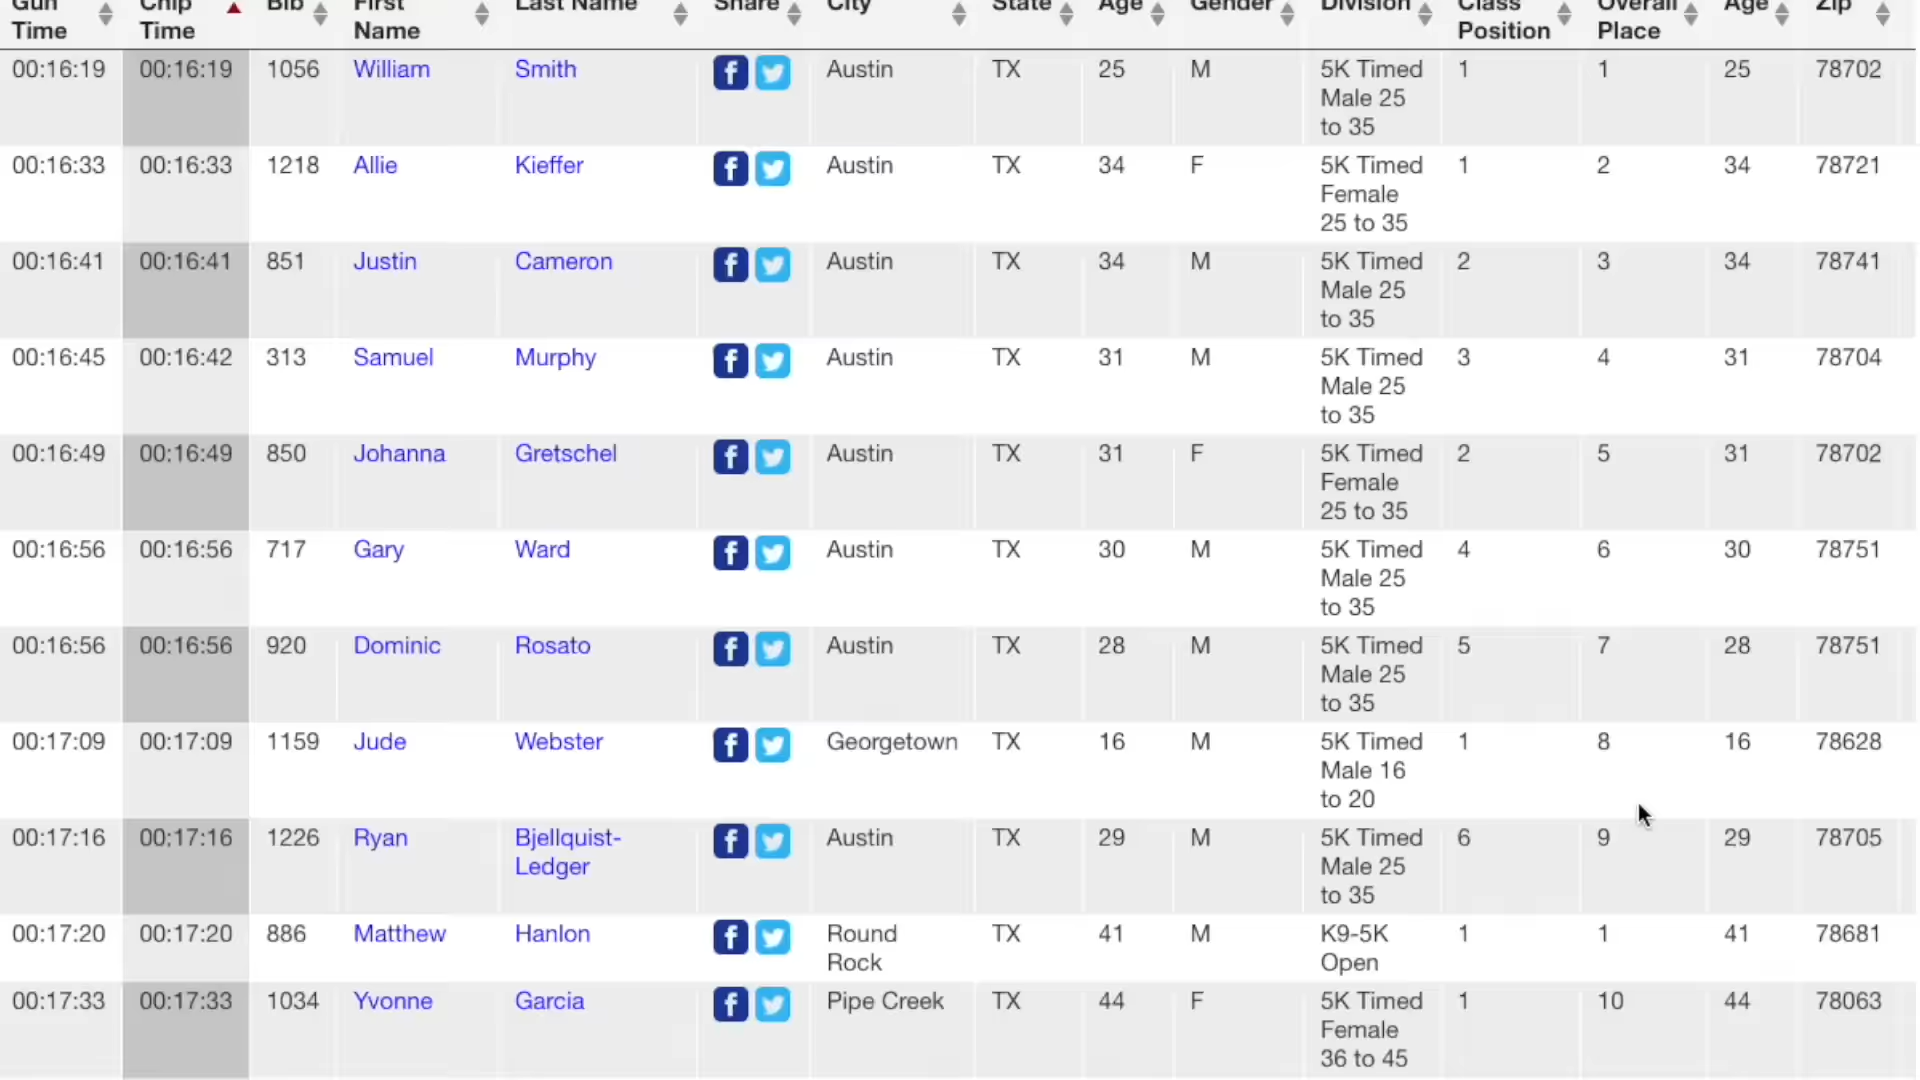 Gun Time Chip Time Bib First Name Last Name Share City State Age Gender Division Class Position Overall Place Age Zip
00:16:19 00:16:19 1056 William Smith Austin TX 25 M 5K Timed Male 25 to 35 1 1 25 78702
00:16:33 00:16:33 1218 Allie Kieffer Austin TX 34 F 5K Timed Female 25 to 35 1 2 34 78721
00:16:41 00:16:41 851 Justin Cameron Austin TX 34 M 5K Timed Male 25 to 35 2 3 34 78741
00:16:45 00:16:42 313 Samuel Murphy Austin TX 31 M 5K Timed Male 25 to 35 3 4 31 78704
00:16:49 00:16:49 850 Johanna Gretschel Austin TX 31 F 5K Timed Female 25 to 35 2 5 31 78702
00:16:56 00:16:56 717 Gary Ward Austin TX 30 M 5K Timed Male 25 to 35 4 6 30 78751
00:16:56 00:16:56 920 Dominic Rosato Austin TX 28 M 5K Timed Male 25 to 35 5 7 28 78751
00:17:09 00:17:09 1159 Jude Webster Georgetown TX 16 M 5K Timed Male 16 to 20 1 8 16 78628
00:17:16 00:17:16 1226 Ryan Bjellquist-Ledger Austin TX 29 M 5K Timed Male 25 to 35 6 9 29 78705
00:17:20 00:17:20 886 Matthew Hanlon Round Rock TX 41 M K9-5K Open 1 1 41 78681
00:17:33 00:17:33 1034 Yvonne Garcia Pipe Creek TX 44 F 5K Timed Female 36 to 45 1 10 44 78063